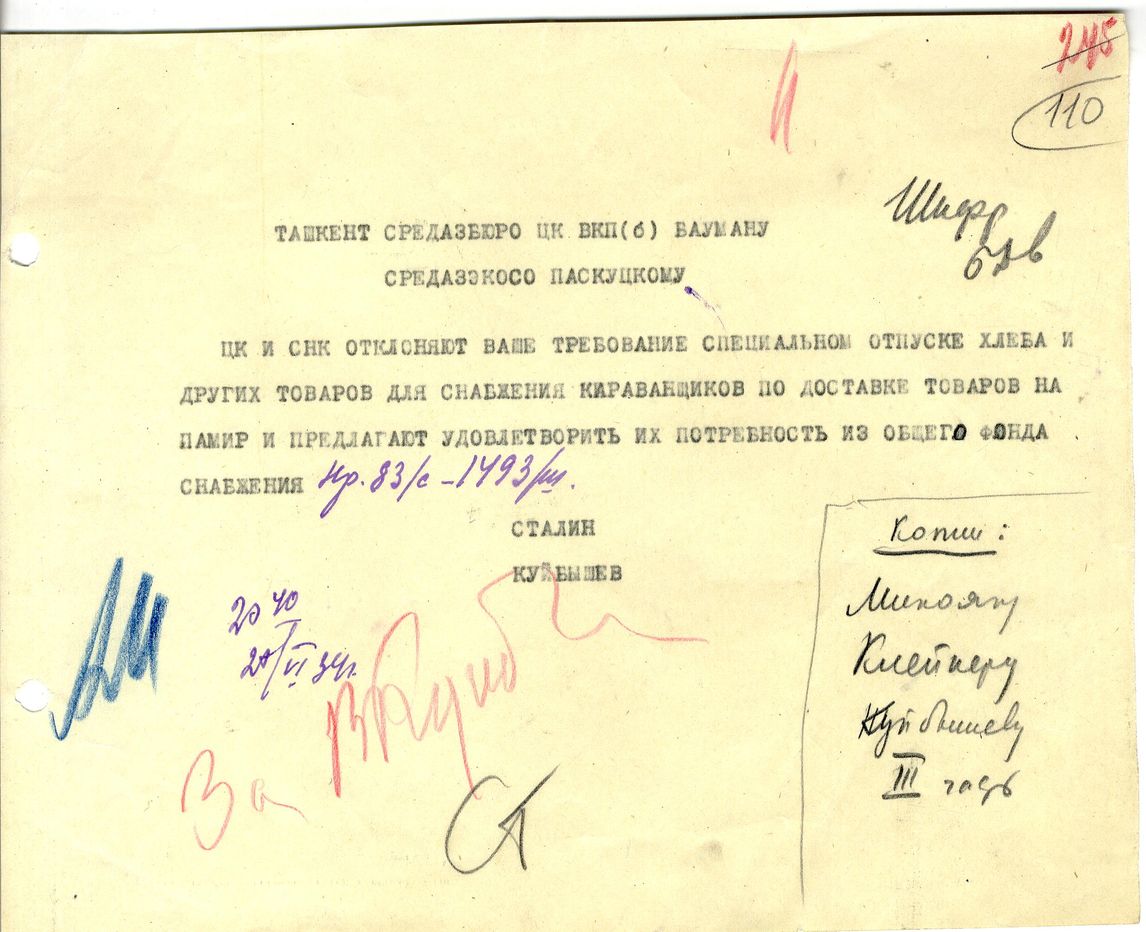 245
110
Шифр
ТАШКЕНТ СРЕДАЗБЮРО ЦК ВКП(б) БАУМАНУ
СРЕДАЗЭКОСО ПАСКУЦКОМУ
ЦК И СНК ОТКЛОНЯЮТ ВАШЕ ТРЕБОВАНИЕ СПЕЦИАЛЬНОМ ОТПУСКЕ ХЛЕБА И
ДРУГИХ ТОВАРОВ ДЛЯ СНАБЖЕНИЯ КАРАВАНЩИКОВ ПО ДОСТАВКЕ ТОВАРОВ НА
ПАМИР И ПРЕДЛАГАЮТ УДОВЛЕТВОРИТЬ ИХ ПОТРЕБНОСТЬ ИЗ ОБЩЕГО ФОНДА
СНАБЖЕНИЯ Нр. 83/с – 1493/ш.
СТАЛИН
КУЙБЫШЕВ
20 40
20/VI 34г.
За
Копии:
Микояну
Клейнеру
Куйбышеву
III часть